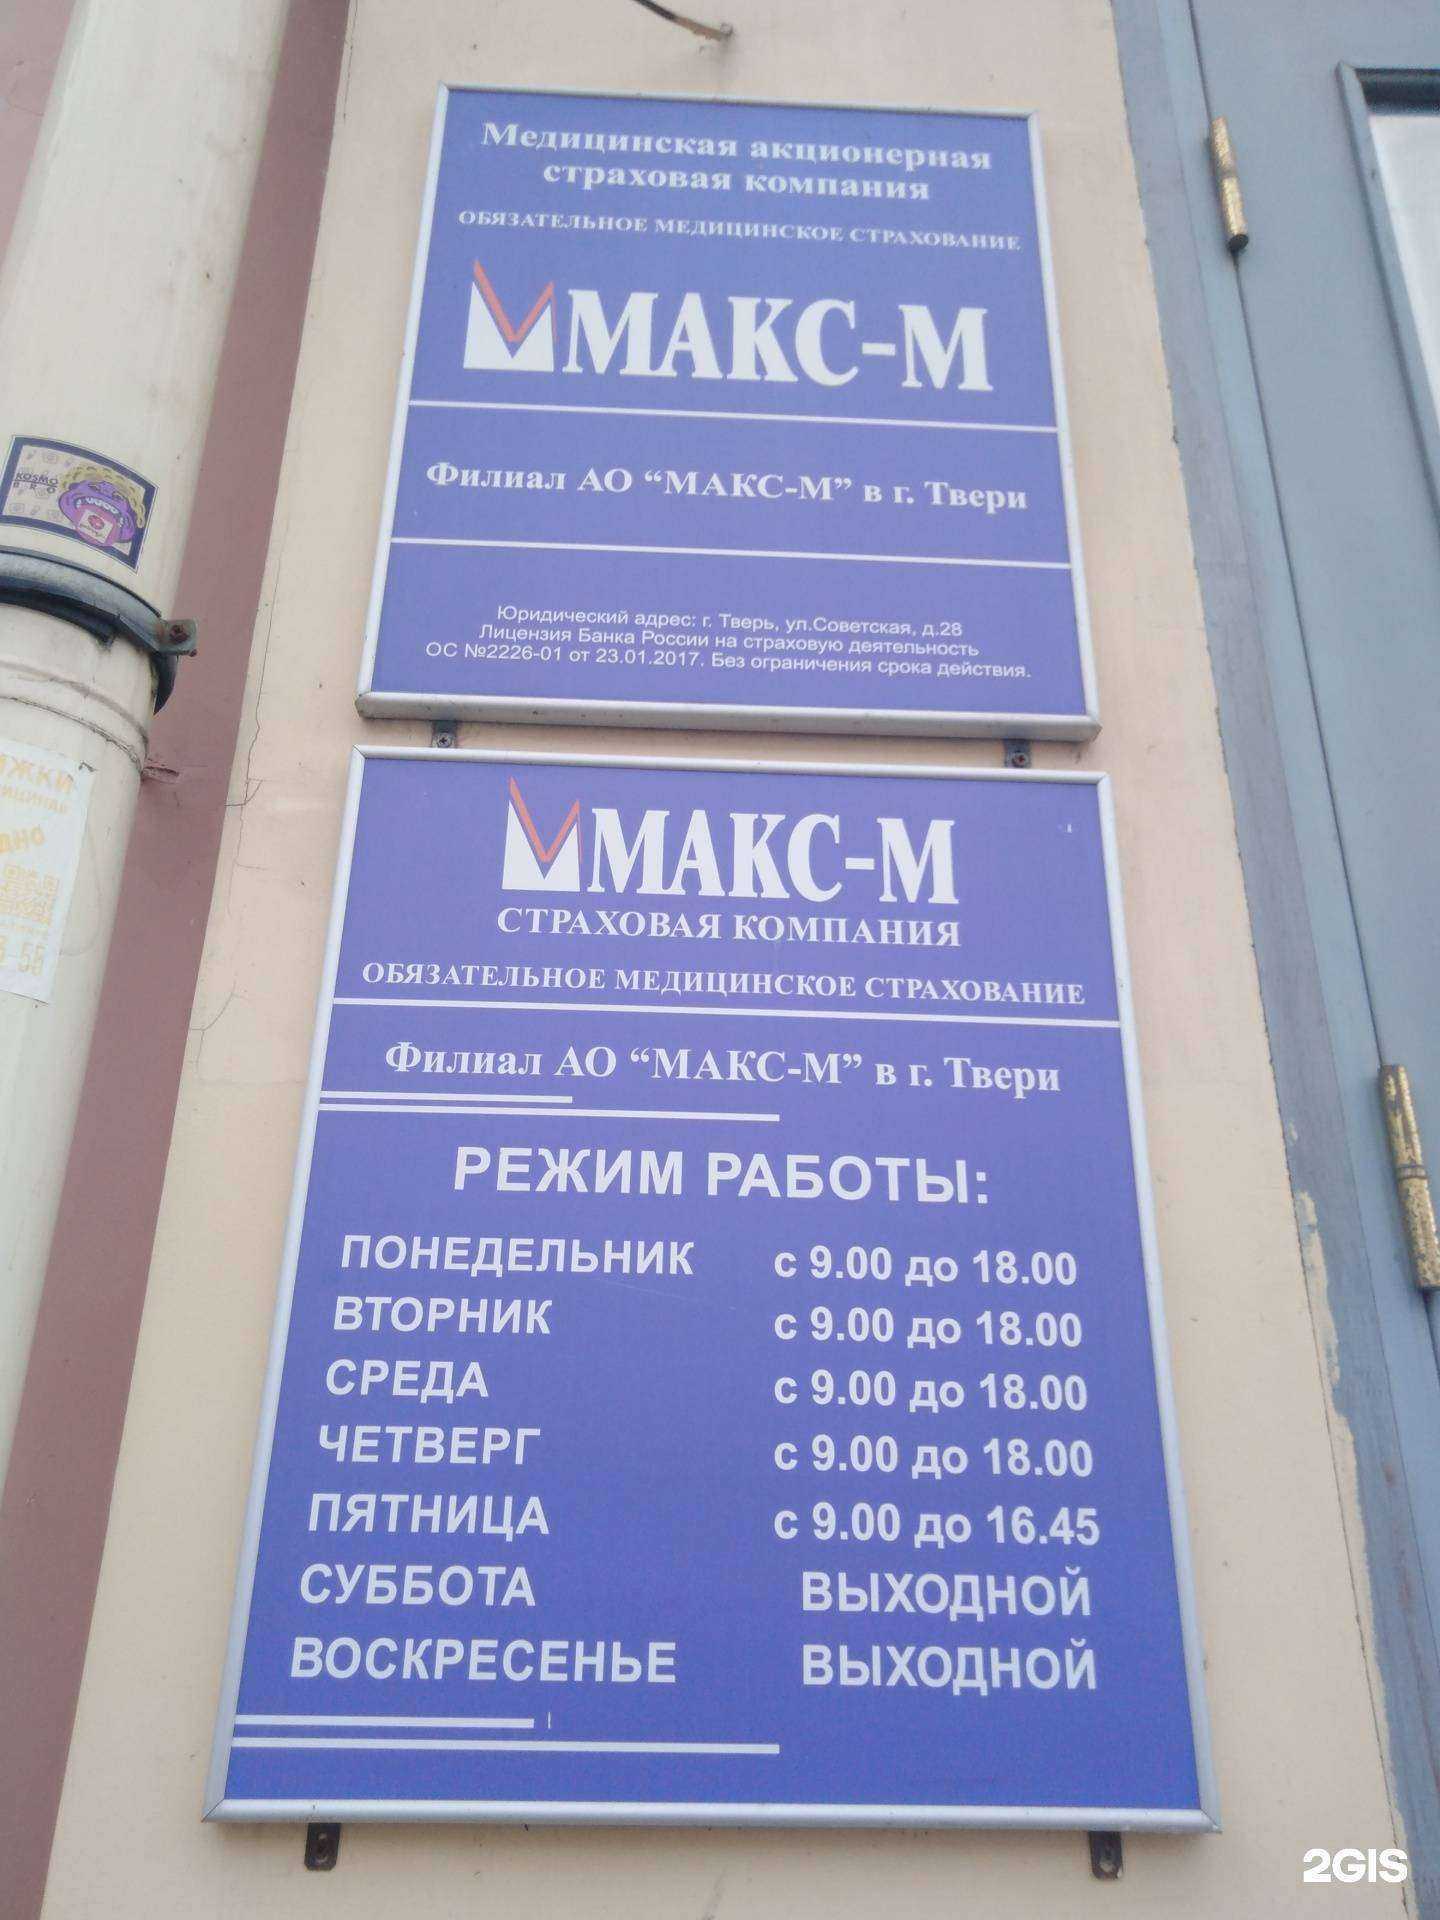 Медицинская акционерная
страховая компания
ОБЯЗАТЕЛЬНОЕ МЕДИЦИНСКОЕ СТРАХОВАНИЕ
МАКС-М
Филиал АО “МАКС-М” в г. Твери
Юридический адрес: г. Тверь, ул.Советская, д.28
Лицензия Банка России на страховую деятельность
ОС №2226-01 от 23.01.2017. Без ограничения срока действия.
МАКС-М
СТРАХОВАЯ КОМПАНИЯ
ОБЯЗАТЕЛЬНОЕ МЕДИЦИНСКОЕ СТРАХОВАНИЕ
Филиал АО “МАКС-М” в г. Твери
РЕЖИМ РАБОТЫ:
ПОНЕДЕЛЬНИК с 9.00 до 18.00
ВТОРНИК с 9.00 до 18.00
СРЕДА с 9.00 до 18.00
ЧЕТВЕРГ с 9.00 до 18.00
ПЯТНИЦА с 9.00 до 16.45
СУББОТА ВЫХОДНОЙ
ВОСКРЕСЕНЬЕ ВЫХОДНОЙ
KOSMO
BRO
2GIS